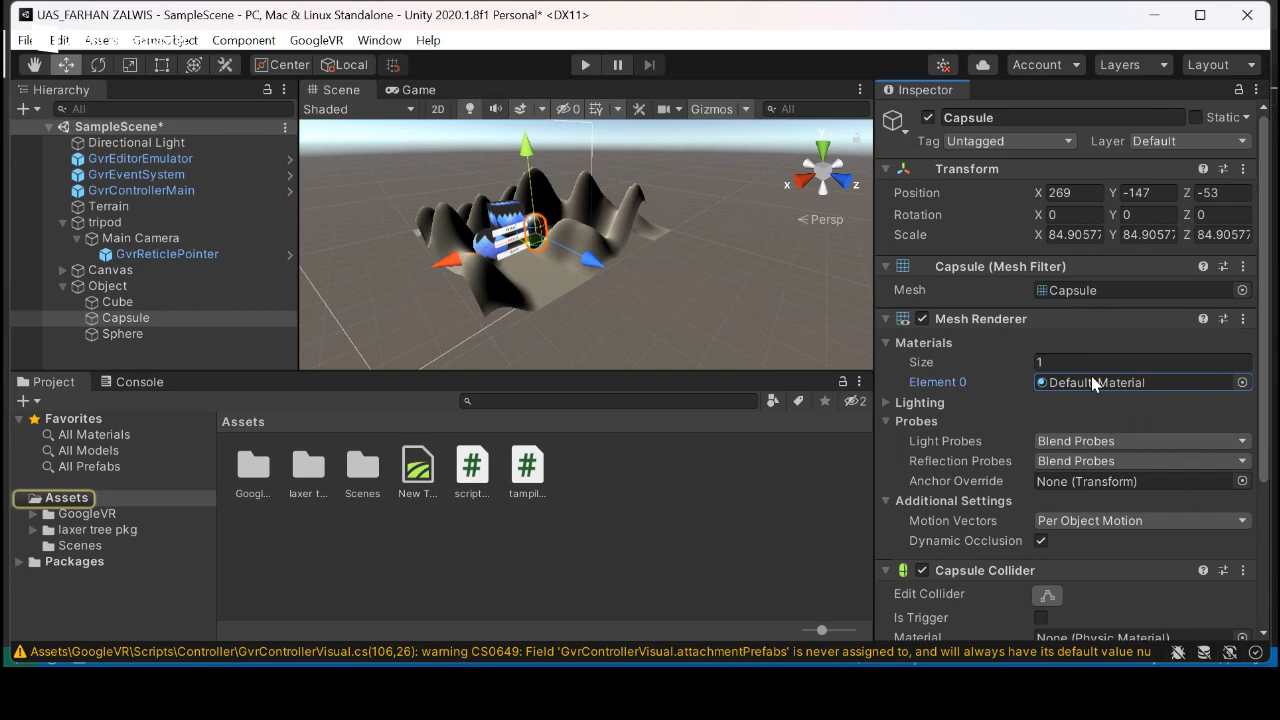 UAS_FARHAN ZALWIS - SampleScene - PC, Mac & Linux Standalone - Unity 2020.1.8f1 Personal* <DX11>
File Edit Assets GameObject Component GoogleVR Window Help
Center Local Account Layers Layout
Hierarchy
All
SampleScene*
Directional Light
GvrEditorEmulator
GvrEventSystem
GvrControllerMain
Terrain
tripod
Main Camera
GvrReticlePointer
Canvas
Object
Cube
Capsule
Sphere
Scene Game
Shaded 2D 0 Gizmos All
y
x z
Persp
Project Console
2
Favorites
All Materials
All Models
All Prefabs
Assets
GoogleVR
laxer tree pkg
Scenes
Packages
Assets
Googl... laxer t... Scenes New T... script... tampil...
Inspector
Capsule Static
Tag Untagged Layer Default
Transform
Position X 269 Y -147 Z -53
Rotation X 0 Y 0 Z 0
Scale X 84.90577 Y 84.90577 Z 84.90577
Capsule (Mesh Filter)
Mesh Capsule
Mesh Renderer
Materials
Size 1
Element 0 Default-Material
Lighting
Probes
Light Probes Blend Probes
Reflection Probes Blend Probes
Anchor Override None (Transform)
Additional Settings
Motion Vectors Per Object Motion
Dynamic Occlusion
Capsule Collider
Edit Collider
Is Trigger
Material None (Physic Material)
Assets\GoogleVR\Scripts\Controller\GvrControllerVisual.cs(106,26): warning CS0649: Field 'GvrControllerVisual.attachmentPrefabs' is never assigned to, and will always have its default value nu